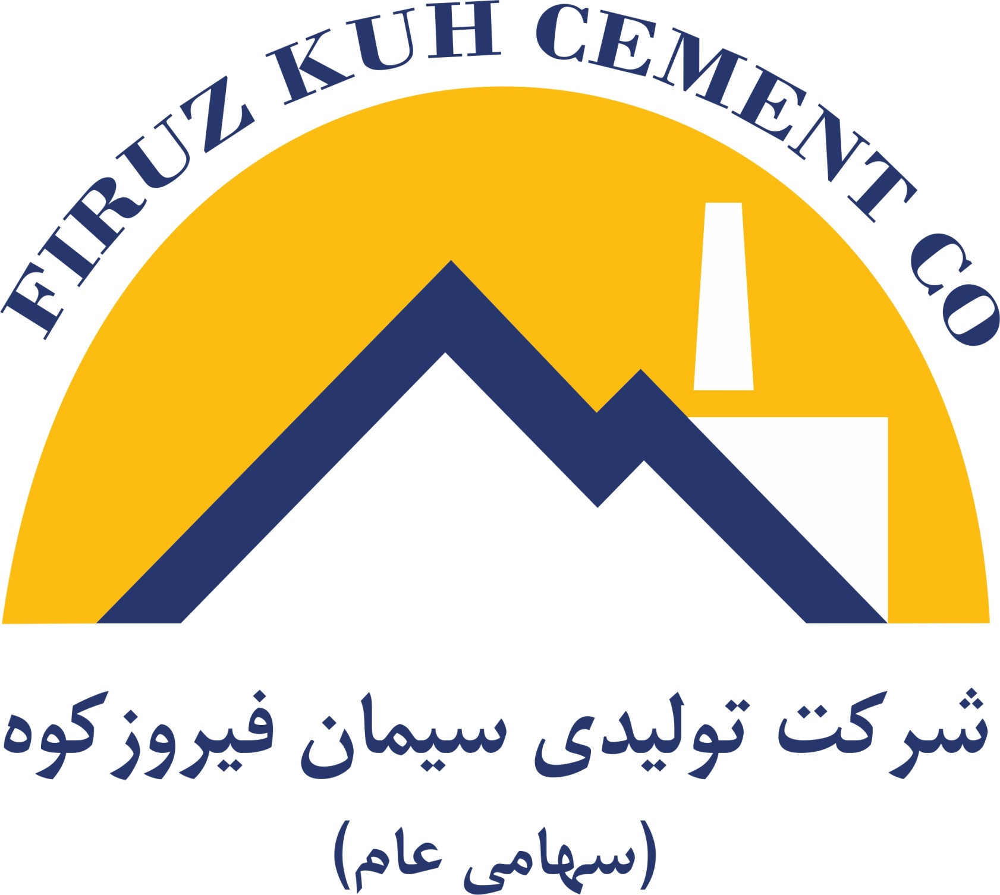 FIRUZ KUH CEMENT CO
شرکت تولیدی سیمان فیروزکوه
(سهامی عام)